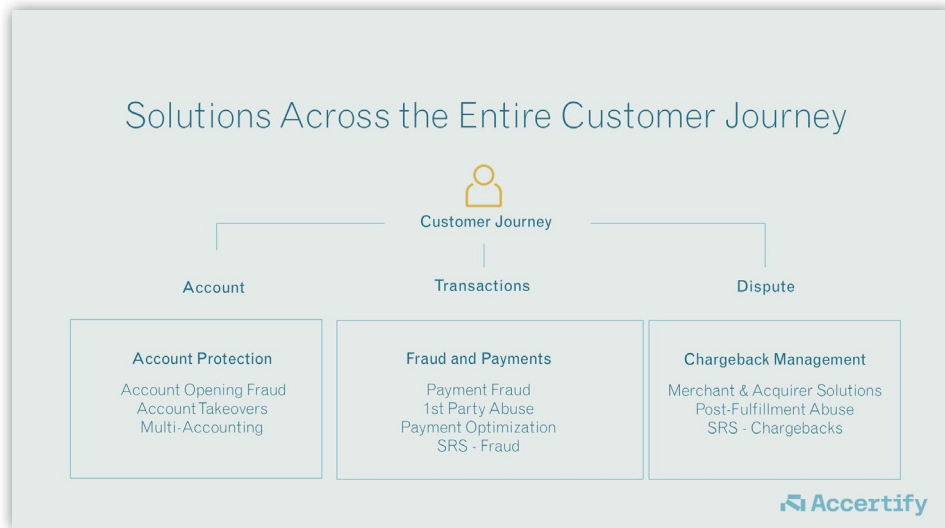 Solutions Across the Entire Customer Journey
Customer Journey
Account
Transactions
Dispute
Account Protection
Account Opening Fraud
Account Takeovers
Multi-Accounting
Fraud and Payments
Payment Fraud
1st Party Abuse
Payment Optimization
SRS - Fraud
Chargeback Management
Merchant & Acquirer Solutions
Post-Fulfillment Abuse
SRS - Chargebacks
Accertify